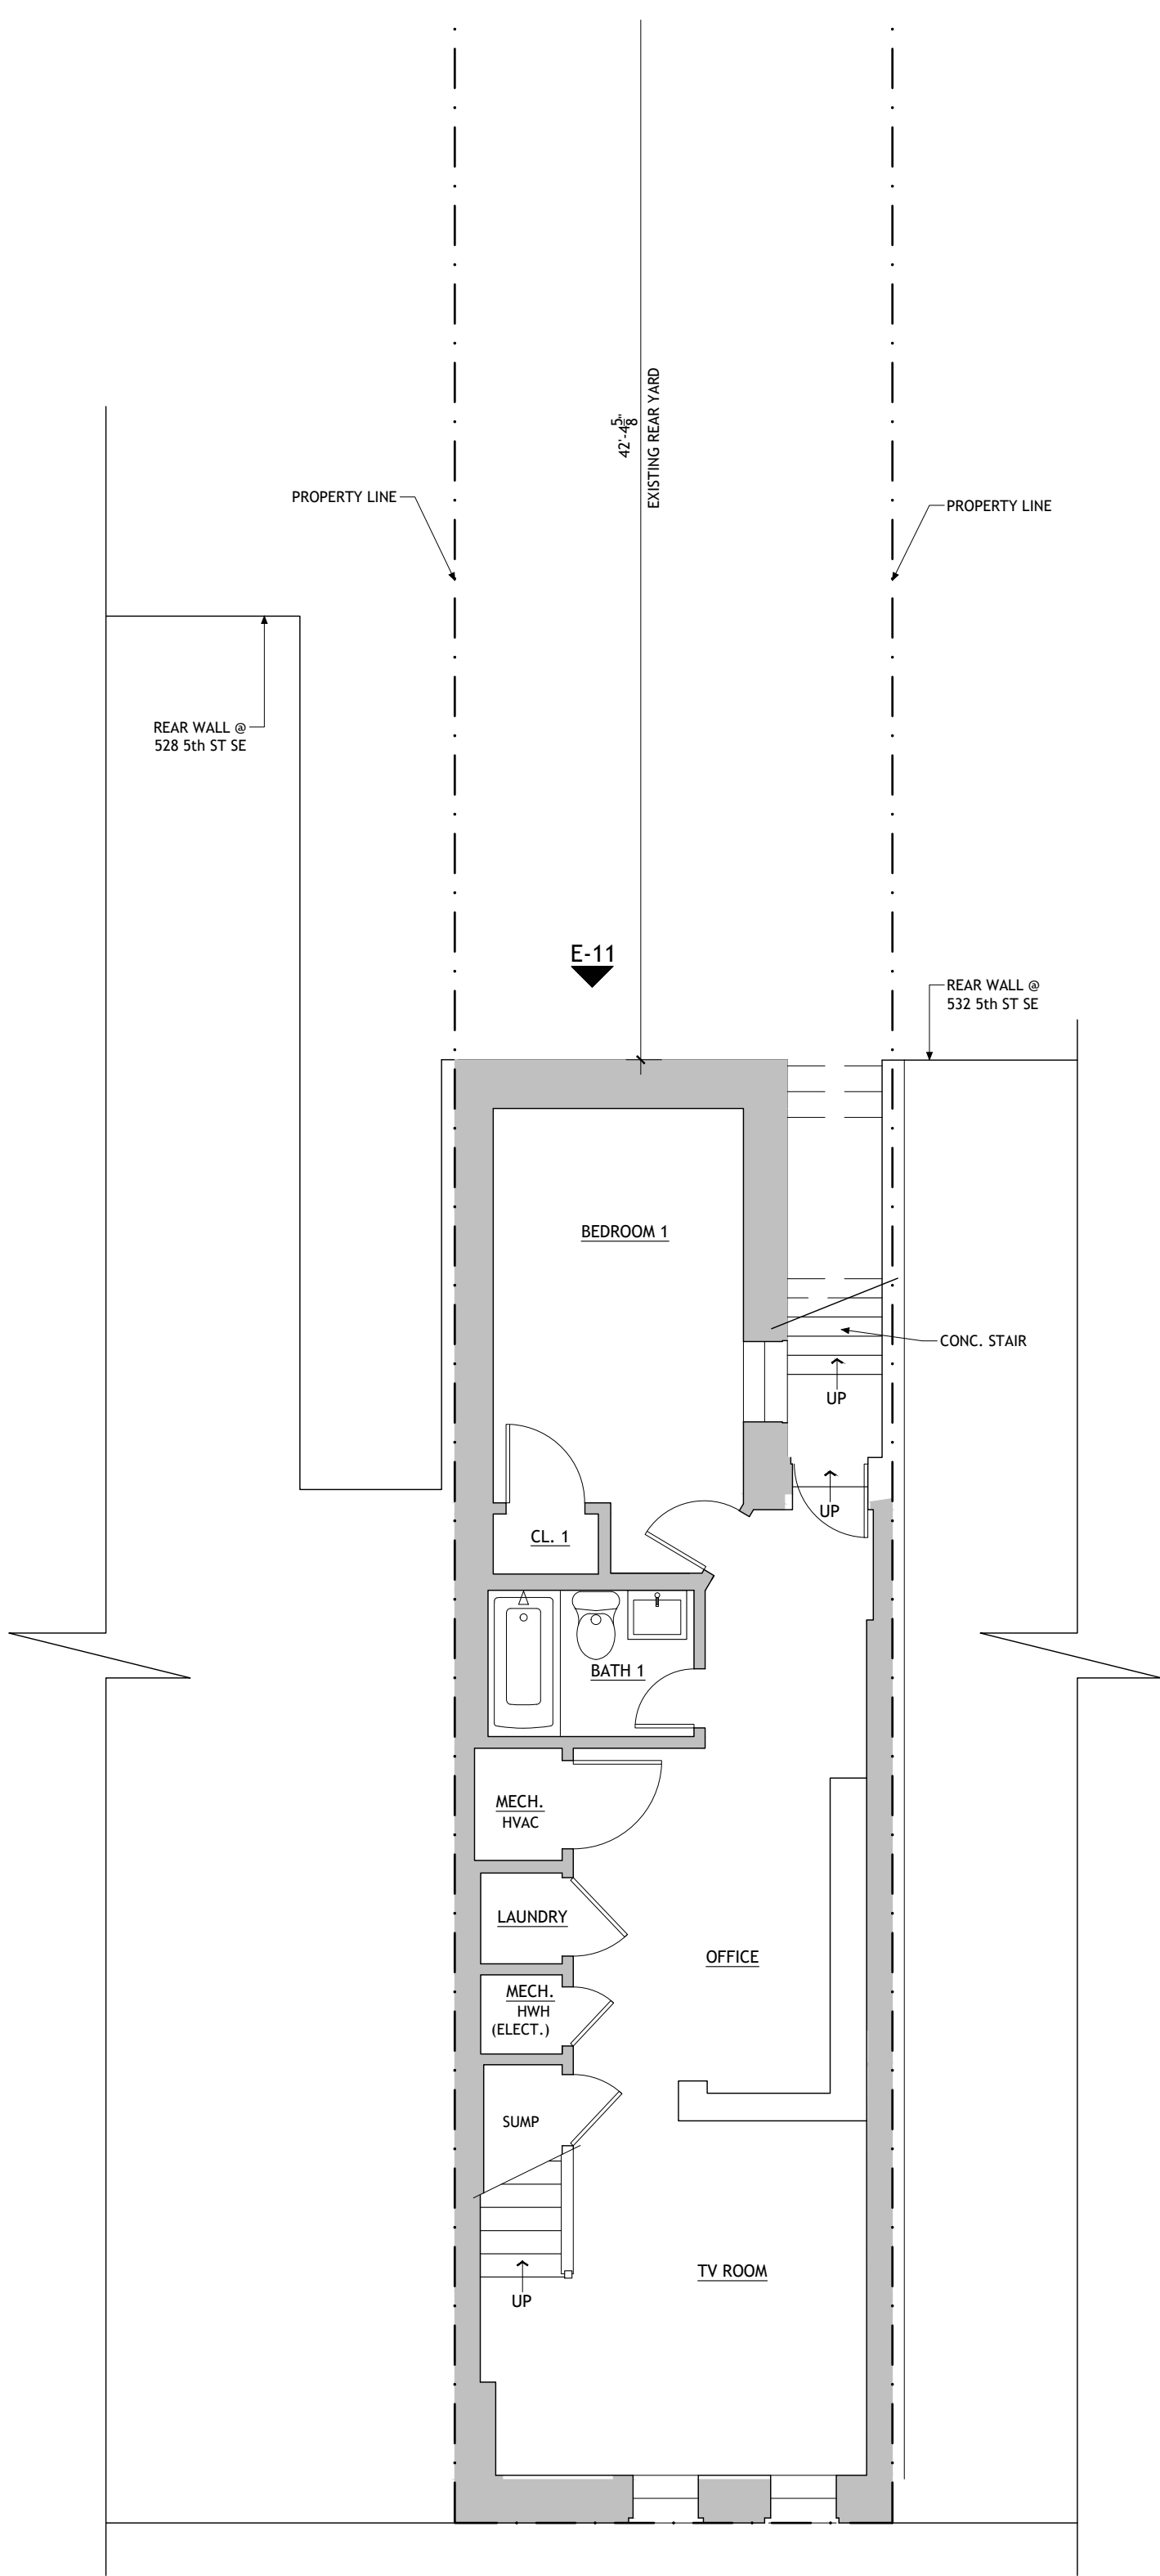 42'-4 5/8"
EXISTING REAR YARD
PROPERTY LINE
PROPERTY LINE
REAR WALL @
528 5th ST SE
E-11
REAR WALL @
532 5th ST SE
BEDROOM 1
CONC. STAIR
UP
UP
CL. 1
BATH 1
MECH.
HVAC
LAUNDRY
OFFICE
MECH.
HWH
(ELECT.)
SUMP
TV ROOM
UP